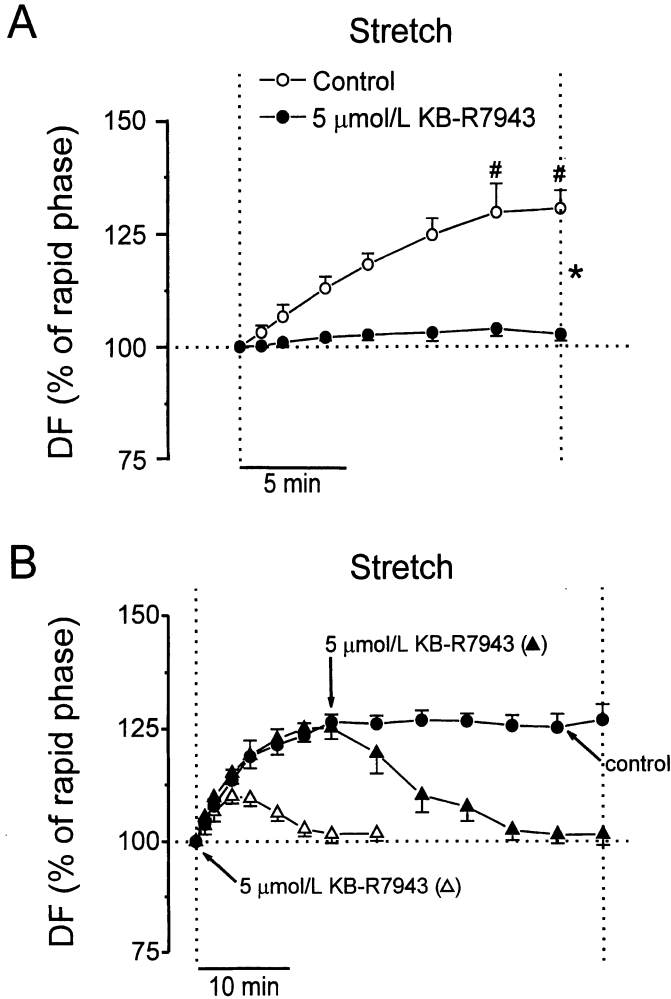 A
Stretch
Control
5 μmol/L KB-R7943
DF (% of rapid phase)
150
125
100
75
# #
*
5 min
B
Stretch
DF (% of rapid phase)
150
125
100
75
5 μmol/L KB-R7943 (▲)
control
5 μmol/L KB-R7943 (△)
10 min